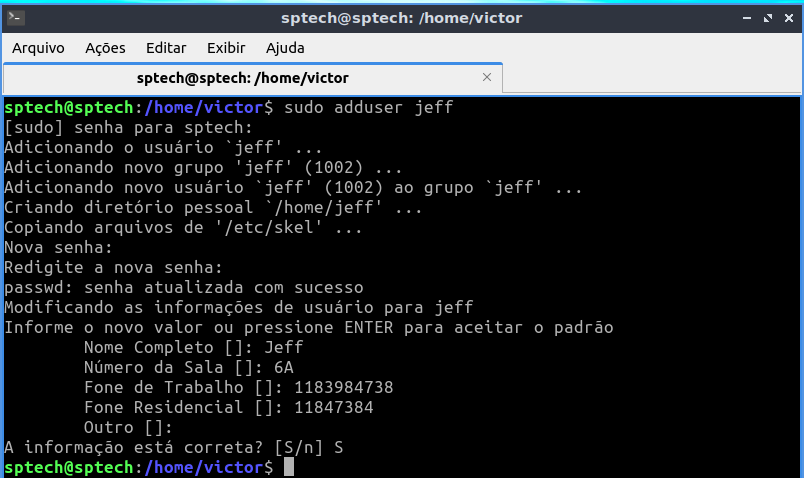 sptech@sptech: /home/victor
Arquivo Ações Editar Exibir Ajuda
sptech@sptech: /home/victor
sptech@sptech:/home/victor$ sudo adduser jeff
[sudo] senha para sptech:
Adicionando o usuário `jeff' ...
Adicionando novo grupo 'jeff' (1002) ...
Adicionando novo usuário `jeff' (1002) ao grupo `jeff' ...
Criando diretório pessoal `/home/jeff' ...
Copiando arquivos de '/etc/skel' ...
Nova senha:
Redigite a nova senha:
passwd: senha atualizada com sucesso
Modificando as informações de usuário para jeff
Informe o novo valor ou pressione ENTER para aceitar o padrão
Nome Completo []: Jeff
Número da Sala []: 6A
Fone de Trabalho []: 1183984738
Fone Residencial []: 11847384
Outro []:
A informação está correta? [S/n] S
sptech@sptech:/home/victor$